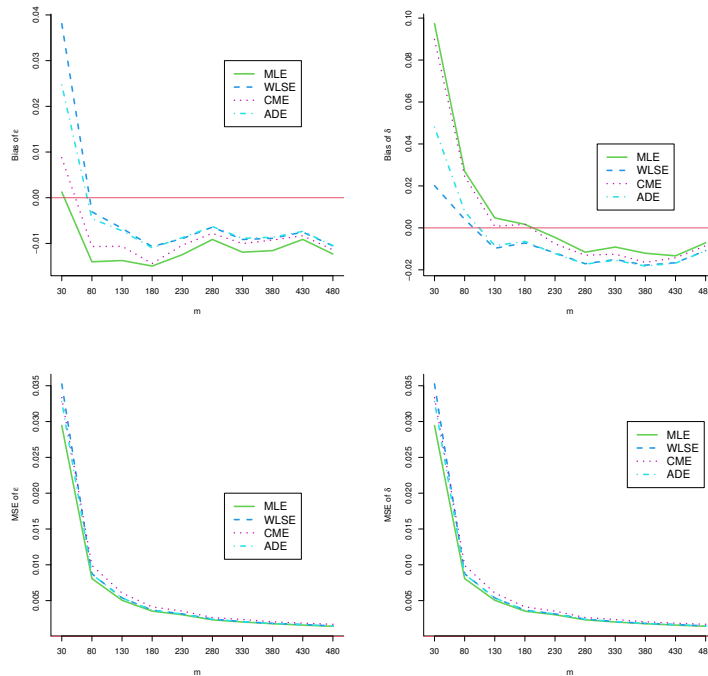 Bias of ε
0.04
0.03
0.02
0.01
0.00
-0.01
MLE
WLSE
CME
ADE
30 80 130 180 230 280 330 380 430 480
m
Bias of δ
0.10
0.08
0.06
0.04
0.02
0.00
-0.02
MLE
WLSE
CME
ADE
30 80 130 180 230 280 330 380 430 48
m
MSE of ε
0.035
0.030
0.025
0.020
0.015
0.010
0.005
MLE
WLSE
CME
ADE
30 80 130 180 230 280 330 380 430 480
m
MSE of δ
0.035
0.030
0.025
0.020
0.015
0.010
0.005
MLE
WLSE
CME
ADE
30 80 130 180 230 280 330 380 430 48
m